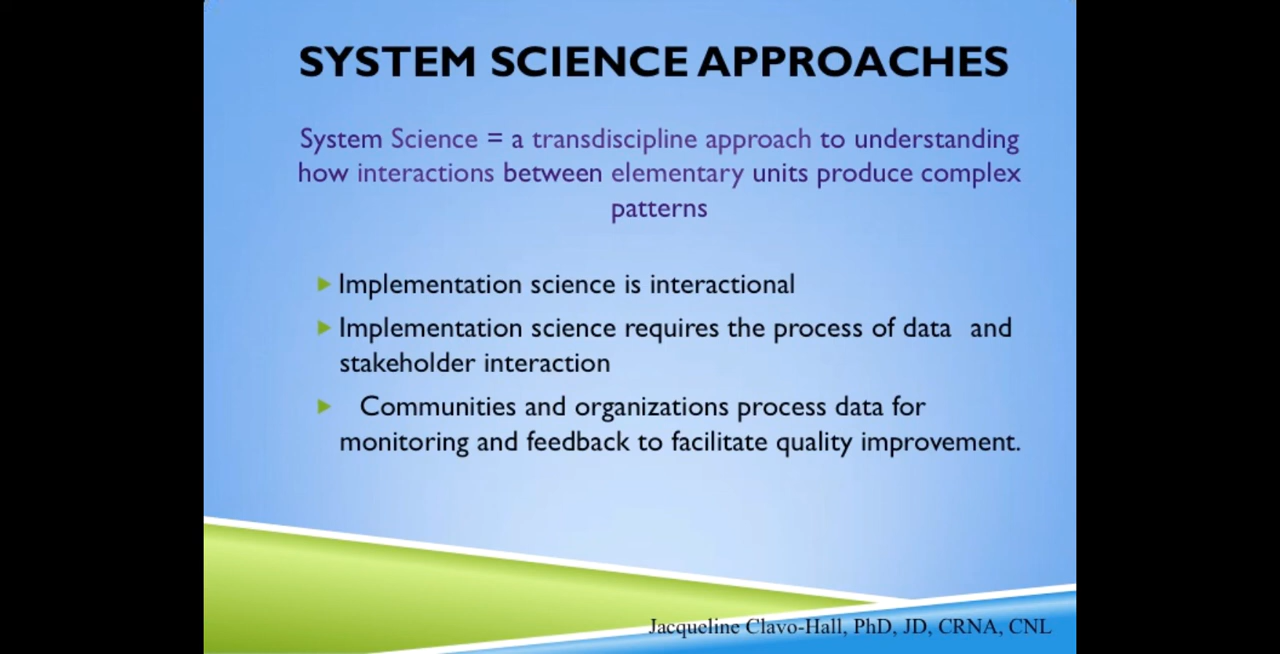 SYSTEM SCIENCE APPROACHES
System Science = a transdiscipline approach to understanding
how interactions between elementary units produce complex
patterns
Implementation science is interactional
Implementation science requires the process of data and
stakeholder interaction
Communities and organizations process data for
monitoring and feedback to facilitate quality improvement.
Jacqueline Clavo-Hall, PhD, JD, CRNA, CNL